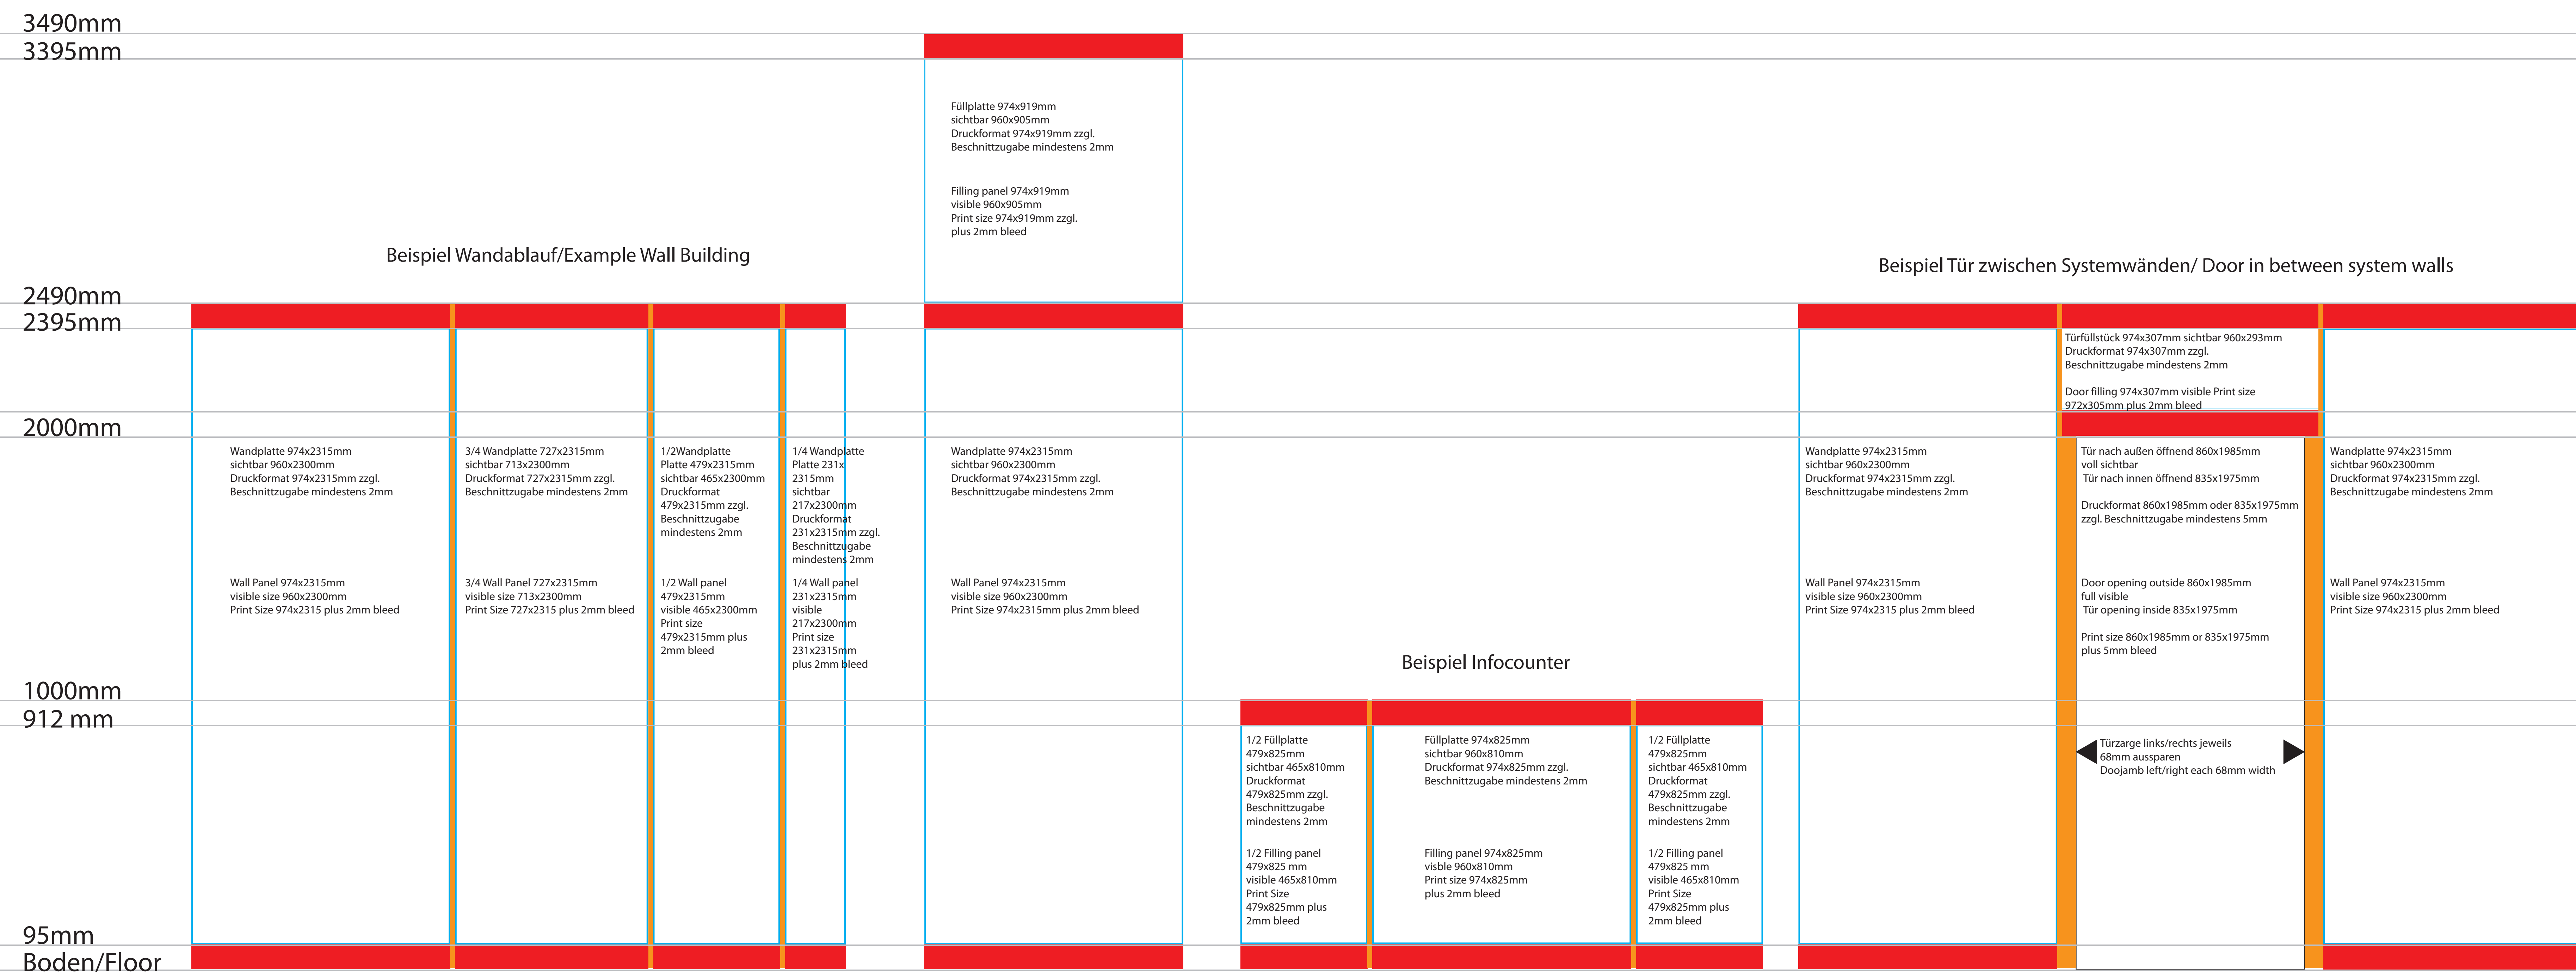 3490mm
3395mm
Füllplatte 974x919mm
sichtbar 960x905mm
Druckformat 974x919mm zzgl.
Beschnittzugabe mindestens 2mm
Filling panel 974x919mm
visible 960x905mm
Print size 974x919mm zzgl.
plus 2mm bleed
Beispiel Wandablauf/Example Wall Building
Beispiel Tür zwischen Systemwänden/ Door in between system walls
2490mm
2395mm
Türfüllstück 974x307mm sichtbar 960x293mm
Druckformat 974x307mm zzgl.
Beschnittzugabe mindestens 2mm
Door filling 974x307mm visible Print size
972x305mm plus 2mm bleed
2000mm
Wandplatte 974x2315mm
sichtbar 960x2300mm
Druckformat 974x2315mm zzgl.
Beschnittzugabe mindestens 2mm
Wall Panel 974x2315mm
visible size 960x2300mm
Print Size 974x2315 plus 2mm bleed
3/4 Wandplatte 727x2315mm
sichtbar 713x2300mm
Druckformat 727x2315mm zzgl.
Beschnittzugabe mindestens 2mm
3/4 Wall Panel 727x2315mm
visible size 713x2300mm
Print Size 727x2315 plus 2mm bleed
1/2Wandplatte
Platte 479x2315mm
sichtbar 465x2300mm
Druckformat
479x2315mm zzgl.
Beschnittzugabe
mindestens 2mm
1/2 Wall panel
479x2315mm
visible 465x2300mm
Print size
479x2315mm plus
2mm bleed
1/4 Wandplatte
Platte 231x
2315mm
sichtbar
217x2300mm
Druckformat
231x2315mm zzgl.
Beschnittzugabe
mindestens 2mm
1/4 Wall panel
231x2315mm
visible
217x2300mm
Print size
231x2315mm
plus 2mm bleed
Wandplatte 974x2315mm
sichtbar 960x2300mm
Druckformat 974x2315mm zzgl.
Beschnittzugabe mindestens 2mm
Wall Panel 974x2315mm
visible size 960x2300mm
Print Size 974x2315mm plus 2mm bleed
Wandplatte 974x2315mm
sichtbar 960x2300mm
Druckformat 974x2315mm zzgl.
Beschnittzugabe mindestens 2mm
Wall Panel 974x2315mm
visible size 960x2300mm
Print Size 974x2315 plus 2mm bleed
Tür nach außen öffnend 860x1985mm
voll sichtbar
Tür nach innen öffnend 835x1975mm
Druckformat 860x1985mm oder 835x1975mm
zzgl. Beschnittzugabe mindestens 5mm
Door opening outside 860x1985mm
full visible
Tür opening inside 835x1975mm
Print size 860x1985mm or 835x1975mm
plus 5mm bleed
Wandplatte 974x2315mm
sichtbar 960x2300mm
Druckformat 974x2315mm zzgl.
Beschnittzugabe mindestens 2mm
Wall Panel 974x2315mm
visible size 960x2300mm
Print Size 974x2315 plus 2mm bleed
Beispiel Infocounter
1000mm
912 mm
1/2 Füllplatte
479x825mm
sichtbar 465x810mm
Druckformat
479x825mm zzgl.
Beschnittzugabe
mindestens 2mm
1/2 Filling panel
479x825 mm
visible 465x810mm
Print Size
479x825mm plus
2mm bleed
Füllplatte 974x825mm
sichtbar 960x810mm
Druckformat 974x825mm zzgl.
Beschnittzugabe mindestens 2mm
Filling panel 974x825mm
visble 960x810mm
Print size 974x825mm
plus 2mm bleed
1/2 Füllplatte
479x825mm
sichtbar 465x810mm
Druckformat
479x825mm zzgl.
Beschnittzugabe
mindestens 2mm
1/2 Filling panel
479x825 mm
visible 465x810mm
Print Size
479x825mm plus
2mm bleed
Türzarge links/rechts jeweils
68mm aussparen
Doojamb left/right each 68mm width
95mm
Boden/Floor